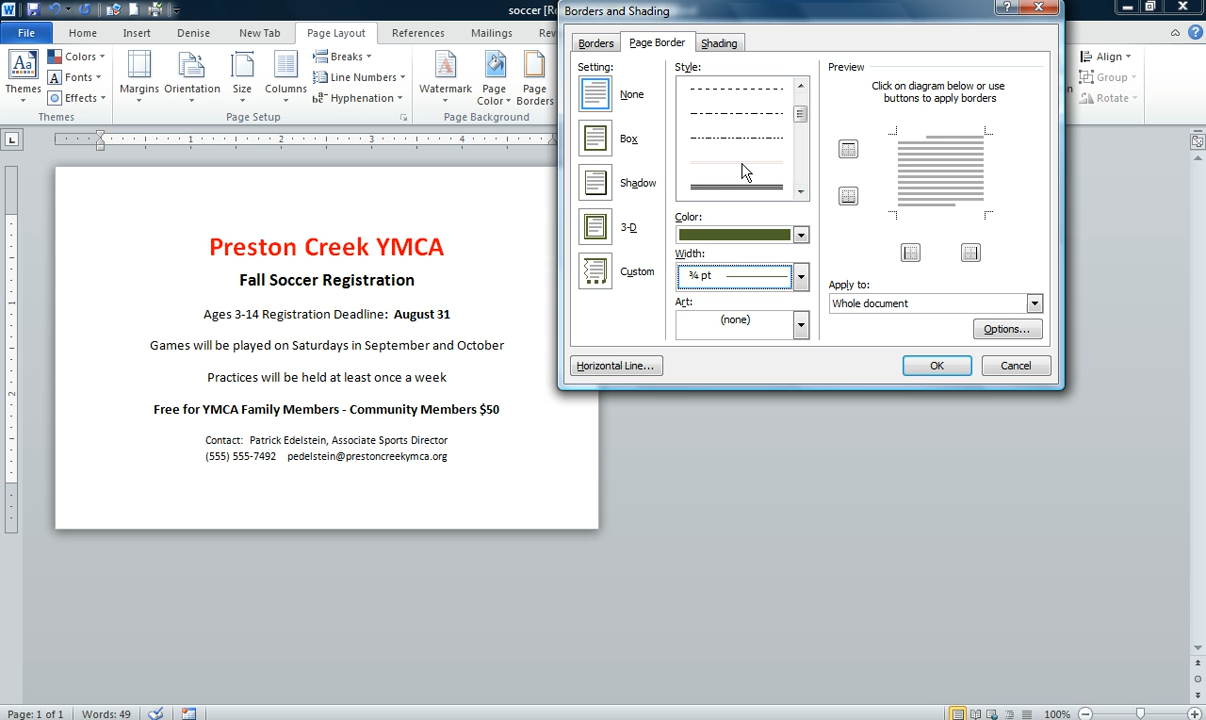 soccer [Re
File Home Insert Denise New Tab Page Layout References Mailings Rev
Themes
Colors
Fonts
Effects
Themes
Margins Orientation Size Columns
Breaks
Line Numbers
Hyphenation
Page Setup
Watermark Page Color Page Borders
Page Background
Align
Group
Rotate
1 2 3 4
Preston Creek YMCA
Fall Soccer Registration
Ages 3-14 Registration Deadline: August 31
Games will be played on Saturdays in September and October
Practices will be held at least once a week
Free for YMCA Family Members - Community Members $50
Contact: Patrick Edelstein, Associate Sports Director
(555) 555-7492 pedelstein@prestoncreekymca.org
Borders and Shading
Borders Page Border Shading
Setting:
None
Box
Shadow
3-D
Custom
Style:
Color:
Width:
¾ pt
Art:
(none)
Preview
Click on diagram below or use
buttons to apply borders
Apply to:
Whole document
Options...
Horizontal Line...
OK
Cancel
Page: 1 of 1 Words: 49 100%